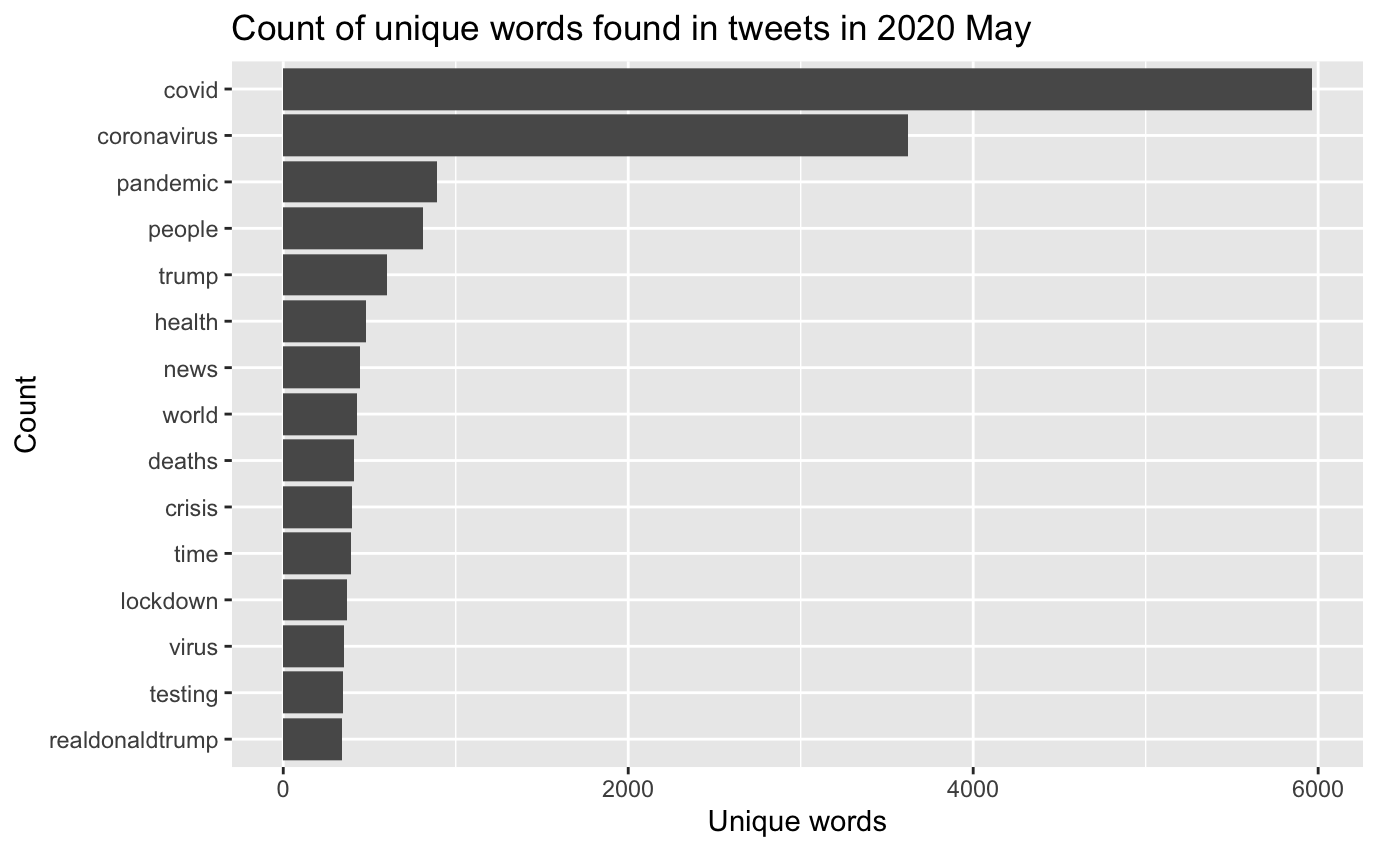 Count of unique words found in tweets in 2020 May
covid
coronavirus
pandemic
people
trump
health
news
world
deaths
crisis
time
lockdown
virus
testing
realdonaldtrump
Count
0 2000 4000 6000
Unique words